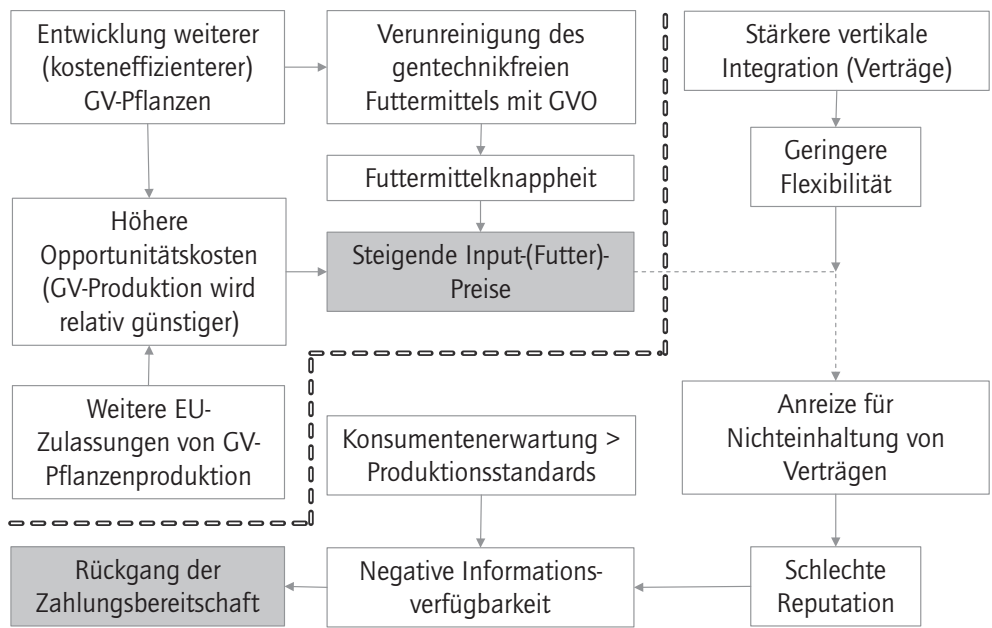 Entwicklung weiterer
(kosteneffizienterer)
GV-Pflanzen
Verunreinigung des
gentechnikfreien
Futtermittels mit GVO
Stärkere vertikale
Integration (Verträge)
Futtermittelknappheit
Geringere
Flexibilität
Höhere
Opportunitätskosten
(GV-Produktion wird
relativ günstiger)
Steigende Input-(Futter)-
Preise
Weitere EU-
Zulassungen von GV-
Pflanzenproduktion
Konsumentenerwartung >
Produktionsstandards
Anreize für
Nichteinhaltung von
Verträgen
Rückgang der
Zahlungsbereitschaft
Negative Informations-
verfügbarkeit
Schlechte
Reputation